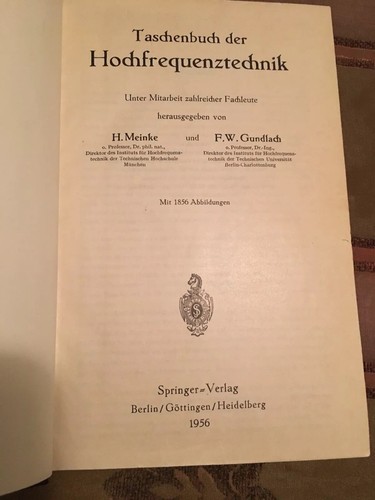 Taschenbuch der
Hochfrequenztechnik
Unter Mitarbeit zahlreicher Fachleute
herausgegeben von
H. Meinke und F. W. Gundlach
o. Professor, Dr. phil. nat., o. Professor, Dr.-Ing.,
Direktor des Instituts für Hochfrequenz- Direktor des Instituts für Hochfrequenz-
technik der Technischen Hochschule technik der Technischen Universität
München Berlin-Charlottenburg
Mit 1856 Abbildungen
Springer-Verlag
Berlin/Göttingen/Heidelberg
1956